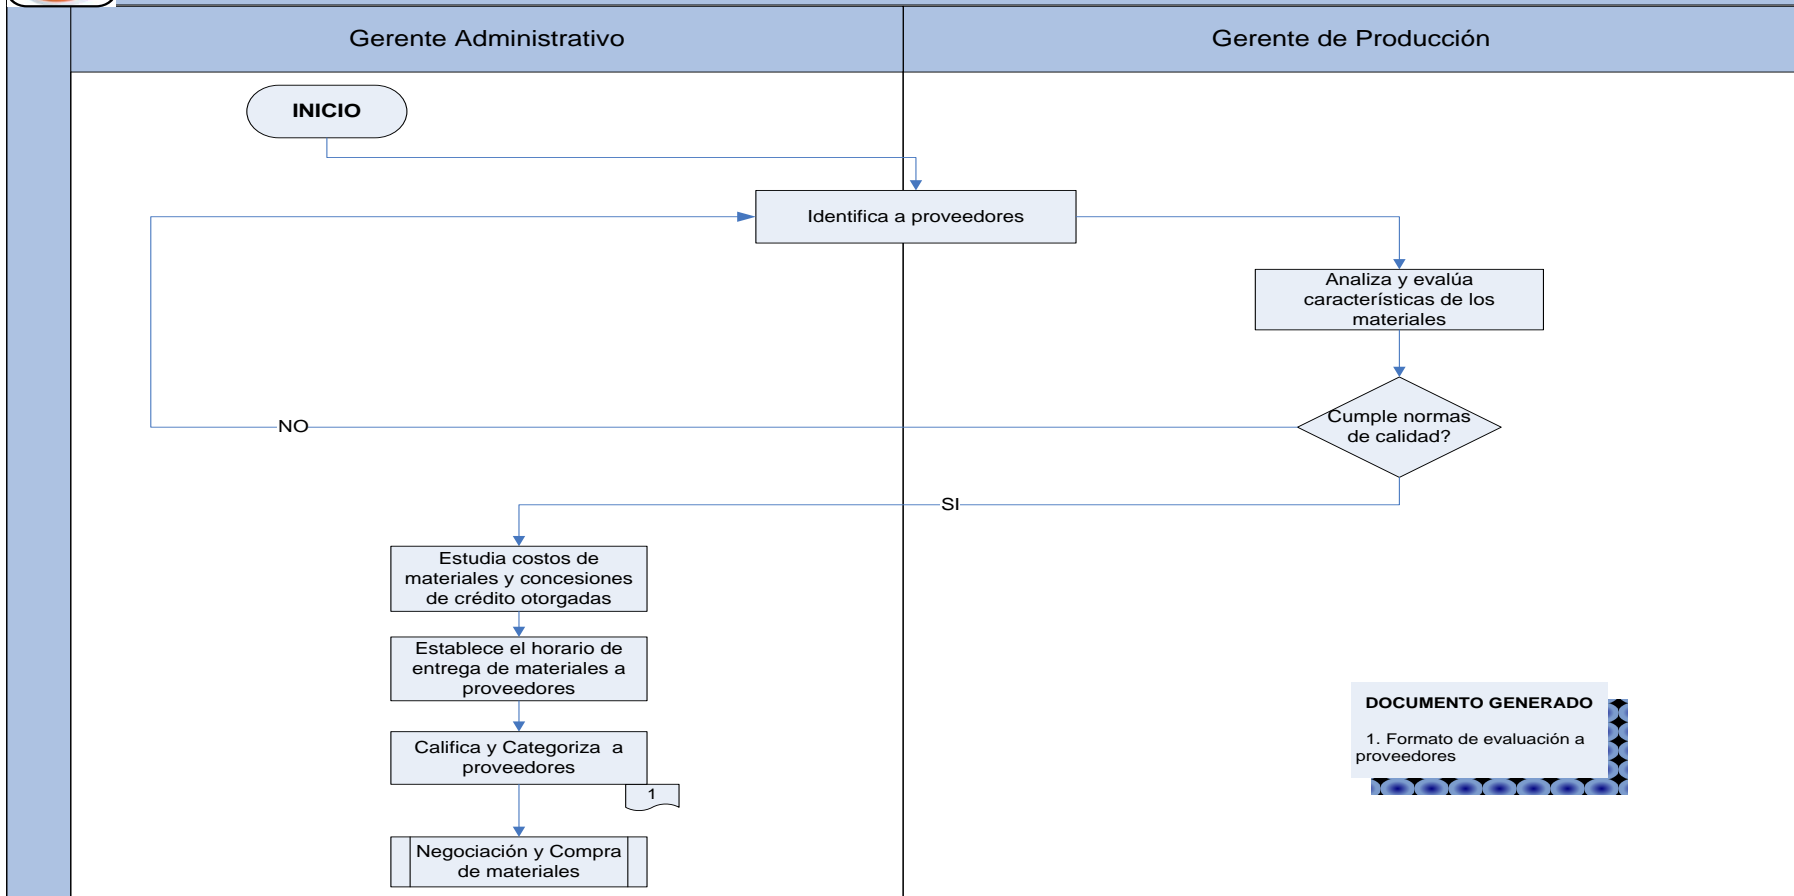 Gerente Administrativo
Gerente de Producción
INICIO
Identifica a proveedores
Analiza y evalúa
característicias de los
materiales
Cumple normas
de calidad?
NO
SI
Estudia costos de
materiales y concesiones
de crédito otorgadas
Establece el horario de
entrega de materiales a
proveedores
Califica y Categoriza  a
proveedores
1
Negociación y Compra
de materiales
DOCUMENTO GENERADO
1. Formato de evaluación a
proveedores